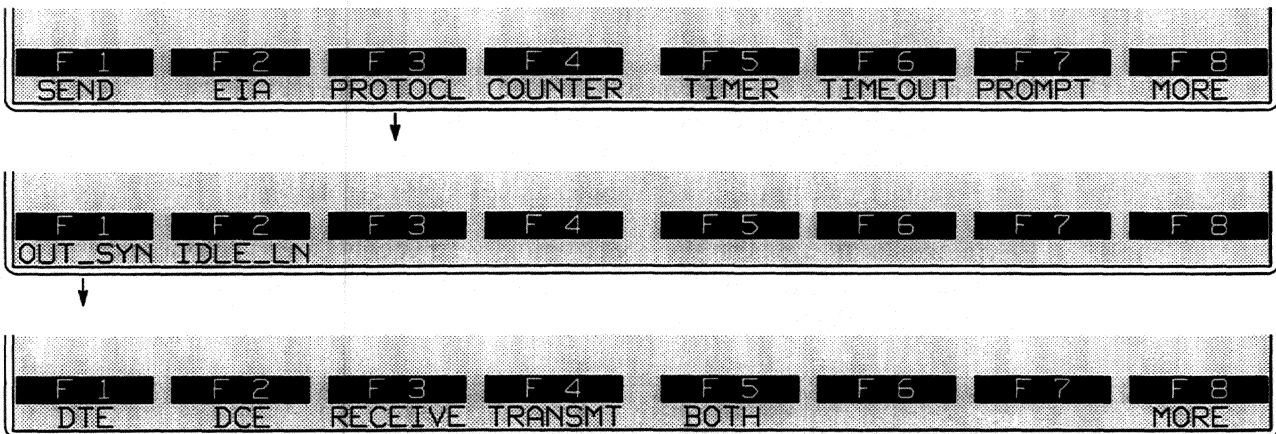 F 1 F 2 F 3 F 4 F 5 F 6 F 7 F 8
SEND EIA PROTOCL COUNTER TIMER TIMEOUT PROMPT MORE
F 1 F 2 F 3 F 4 F 5 F 6 F 7 F 8
OUT_SYN IDLE_LN
F 1 F 2 F 3 F 4 F 5 F 6 F 7 F 8
DTE DCE RECEIVE TRANSMT BOTH MORE